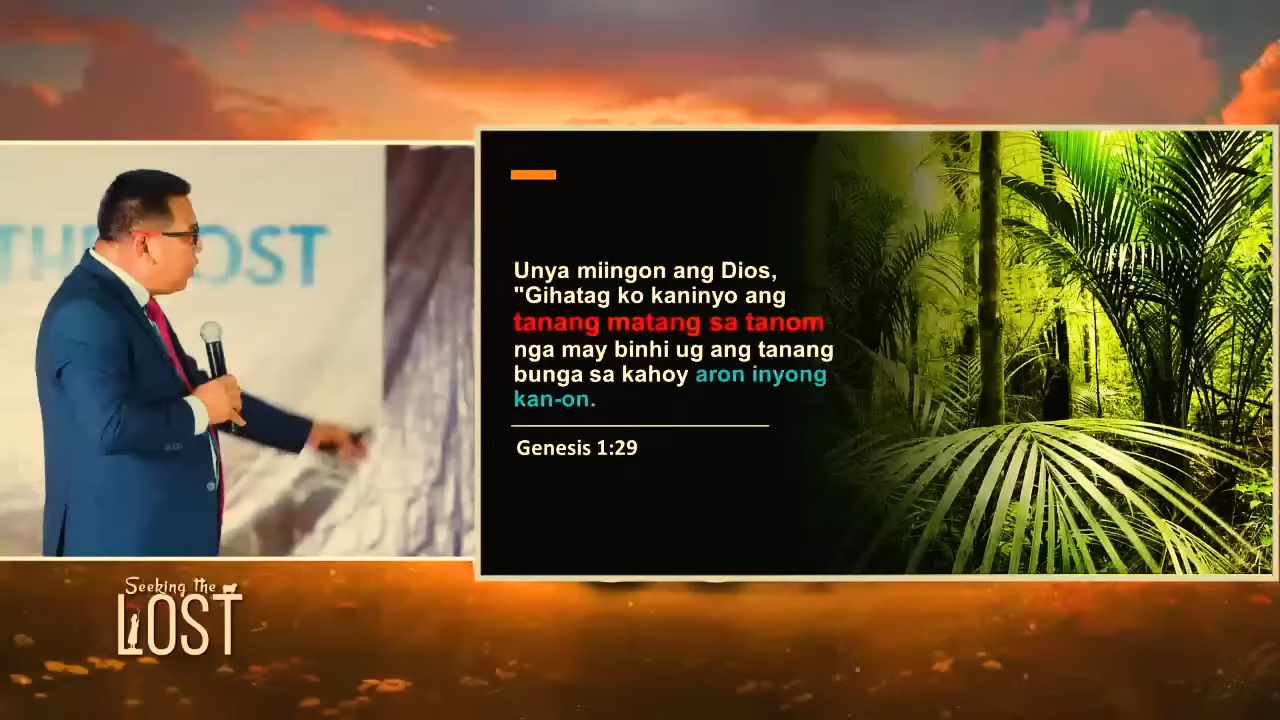 THE LOST
Unya miingon ang Dios,
"Gihatag ko kaninyo ang
tanang matang sa tanom
nga may binhi ug ang tanang
bunga sa kahoy aron inyong
kan-on.
Genesis 1:29
Seeking the
LOST